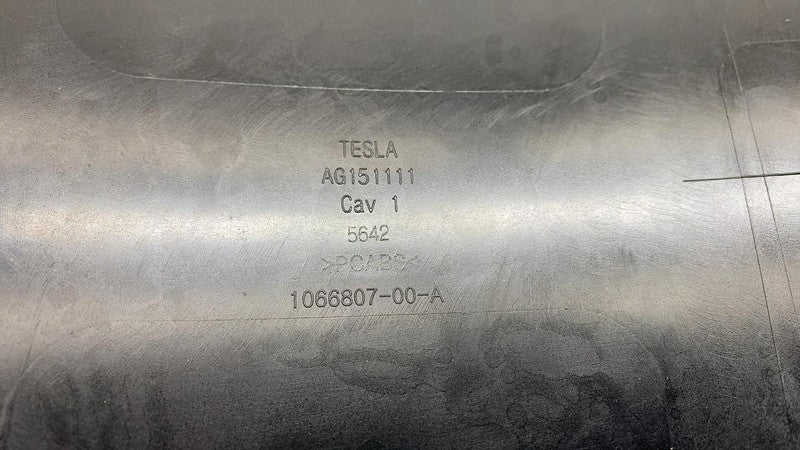 TESLA
AG151111
Cav 1
5642
>PCABS<
1066807-00-A